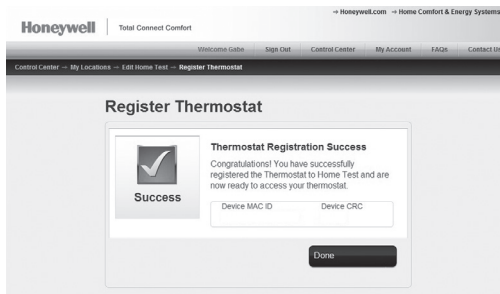 → Honeywell.com → Home Comfort & Energy Systems
Honeywell Total Connect Comfort
Welcome Gabe Sign Out Control Center My Account FAQs Contact Us
Control Center → My Locations → Edit Home Test → Register Thermostat
Register Thermostat
Thermostat Registration Success
Congratulations! You have successfully
registered the Thermostat to Home Test and are
now ready to access your thermostat.
Success
Device MAC ID Device CRC
Done